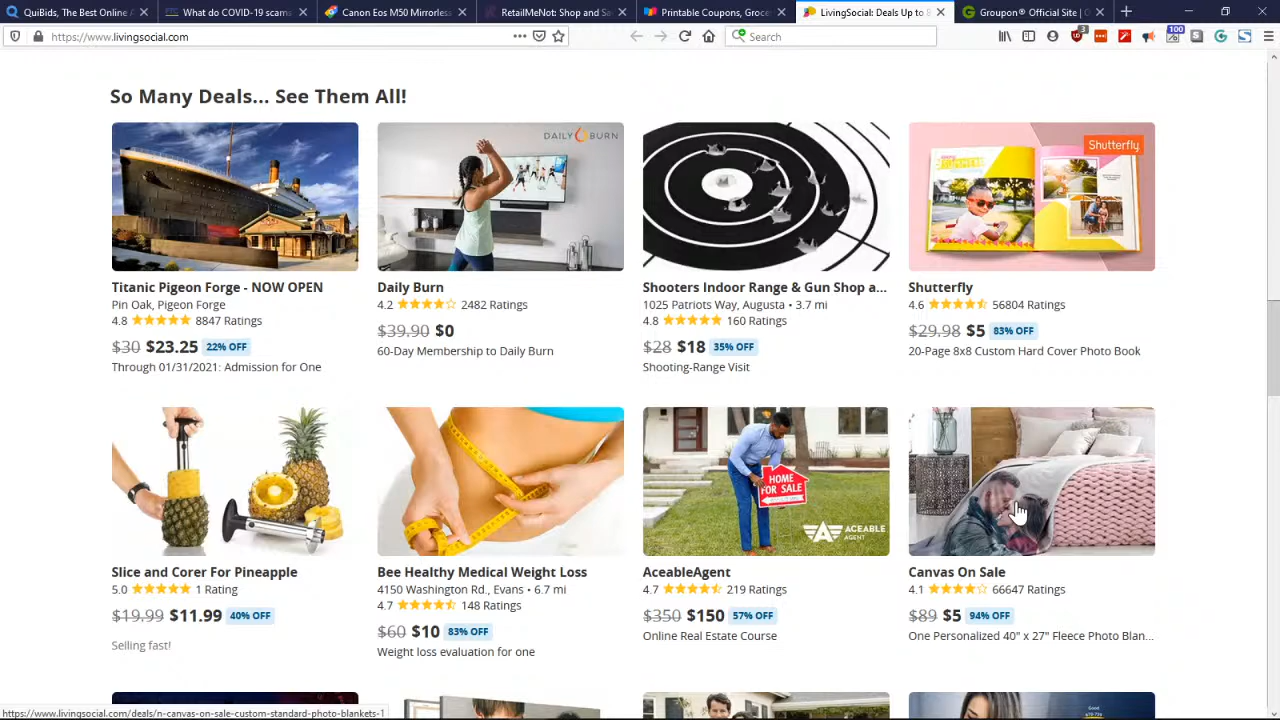 QuiBids, The Best Online A
What do COVID-19 scams
Canon Eos M50 Mirrorless
RetailMeNot: Shop and Sa
Printable Coupons, Grocer
LivingSocial: Deals Up to 8
Groupon® Official Site | O
https://www.livingsocial.com
Search
3
100
So Many Deals... See Them All!
DAILY BURN
Shutterfly
Titanic Pigeon Forge - NOW OPEN
Pin Oak, Pigeon Forge
4.8 8847 Ratings
$30 $23.25 22% OFF
Through 01/31/2021: Admission for One
Daily Burn
4.2 2482 Ratings
$39.90 $0
60-Day Membership to Daily Burn
Shooters Indoor Range & Gun Shop a...
1025 Patriots Way, Augusta • 3.7 mi
4.8 160 Ratings
$28 $18 35% OFF
Shooting-Range Visit
Shutterfly
4.6 56804 Ratings
$29.98 $5 83% OFF
20-Page 8x8 Custom Hard Cover Photo Book
HOME
FOR SALE
ACEABLE
AGENT
Slice and Corer For Pineapple
5.0 1 Rating
$19.99 $11.99 40% OFF
Selling fast!
Bee Healthy Medical Weight Loss
4150 Washington Rd., Evans • 6.7 mi
4.7 148 Ratings
$60 $10 83% OFF
Weight loss evaluation for one
AceableAgent
4.7 219 Ratings
$350 $150 57% OFF
Online Real Estate Course
Canvas On Sale
4.1 66647 Ratings
$89 $5 94% OFF
One Personalized 40" x 27" Fleece Photo Blan...
https://www.livingsocial.com/deals/n-canvas-on-sale-custom-standard-photo-blankets-1